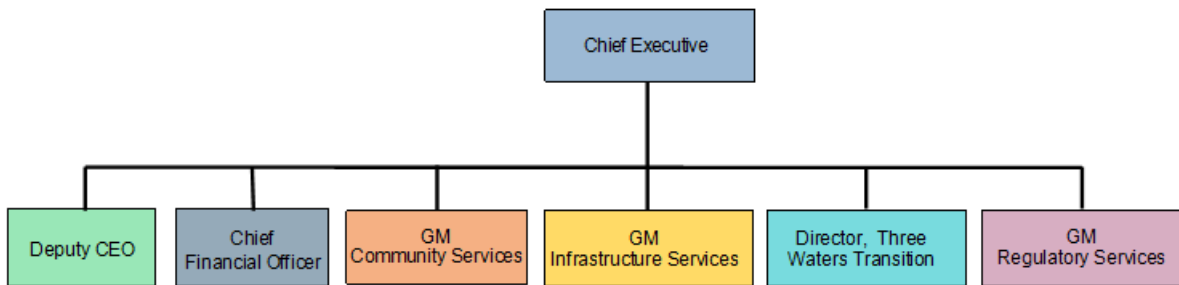 Chief Executive
Deputy CEO
Chief
Financial Officer
GM
Community Services
GM
Infrastructure Services
Director, Three
Waters Transition
GM
Regulatory Services